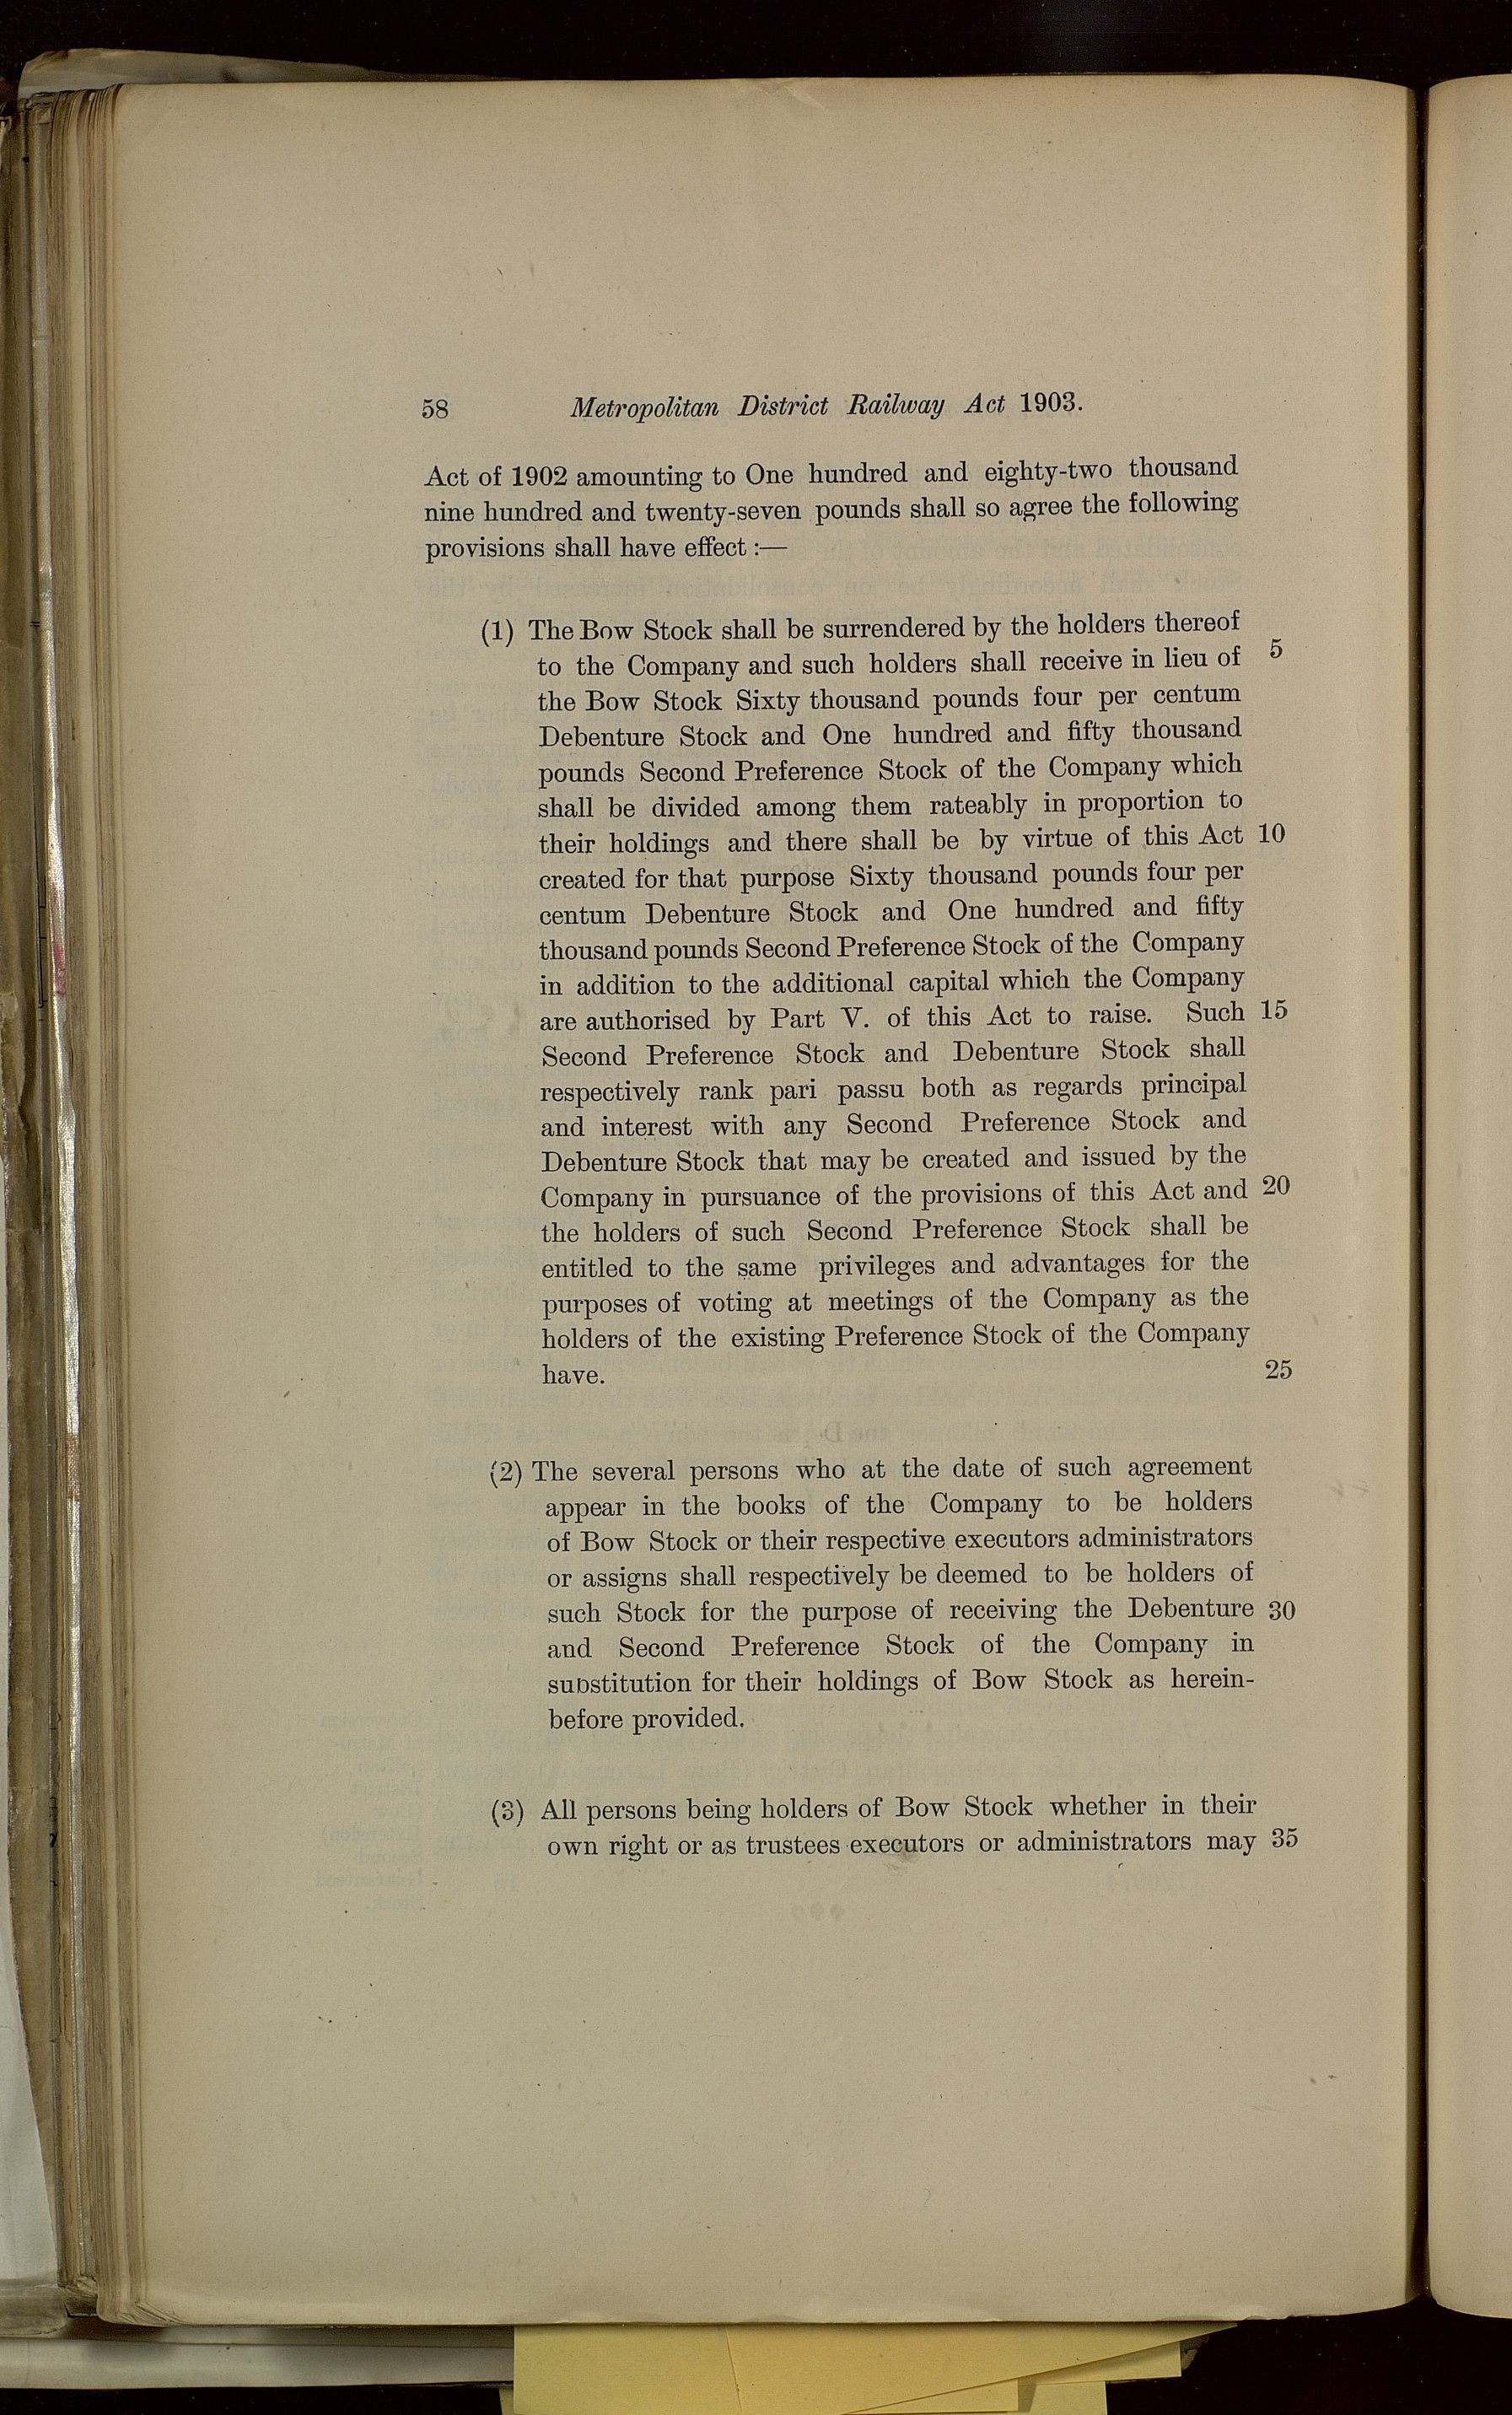 58 Metropolitan District Railway Act 1903.
Act of 1902 amounting to One hundred and eighty-two thousand
nine hundred and twenty-seven pounds shall so agree the following
provisions shall have effect :—
(1) The Bow Stock shall be surrendered by the holders thereof
to the Company and such holders shall receive in lieu of 5
the Bow Stock Sixty thousand pounds four per centum
Debenture Stock and One hundred and fifty thousand
pounds Second Preference Stock of the Company which
shall be divided among them rateably in proportion to
their holdings and there shall be by virtue of this Act 10
created for that purpose Sixty thousand pounds four per
centum Debenture Stock and One hundred and fifty
thousand pounds Second Preference Stock of the Company
in addition to the additional capital which the Company
are authorised by Part V. of this Act to raise. Such 15
Second Preference Stock and Debenture Stock shall
respectively rank pari passu both as regards principal
and interest with any Second Preference Stock and
Debenture Stock that may be created and issued by the
Company in pursuance of the provisions of this Act and 20
the holders of such Second Preference Stock shall be
entitled to the same privileges and advantages for the
purposes of voting at meetings of the Company as the
holders of the existing Preference Stock of the Company
have. 25
(2) The several persons who at the date of such agreement
appear in the books of the Company to be holders
of Bow Stock or their respective executors administrators
or assigns shall respectively be deemed to be holders of
such Stock for the purpose of receiving the Debenture 30
and Second Preference Stock of the Company in
substitution for their holdings of Bow Stock as herein-
before provided.
(3) All persons being holders of Bow Stock whether in their
own right or as trustees executors or administrators may 35